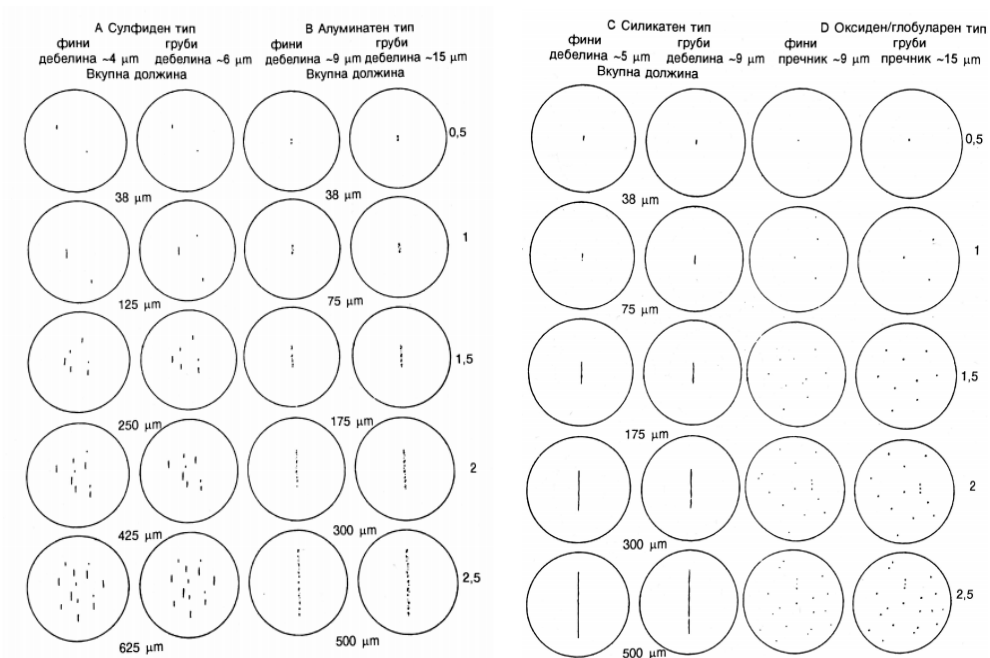 А Сулфиден тип
фини
дебелина ~4 μm
груби
дебелина ~6 μm
Вкупна должина
В Алуминатен тип
фини
дебелина ~9 μm
груби
дебелина ~15 μm
Вкупна должина
0,5
38 μm
38 μm
1
125 μm
75 μm
1,5
250 μm
175 μm
2
425 μm
300 μm
2,5
625 μm
500 μm
С Силикатен тип
фини
дебелина ~5 μm
груби
дебелина ~9 μm
Вкупна должина
D Оксиден/глобуларен тип
фини
пречник ~9 μm
груби
пречник ~15 μm
0,5
38 μm
1
75 μm
1,5
175 μm
2
300 μm
2,5
500 μm